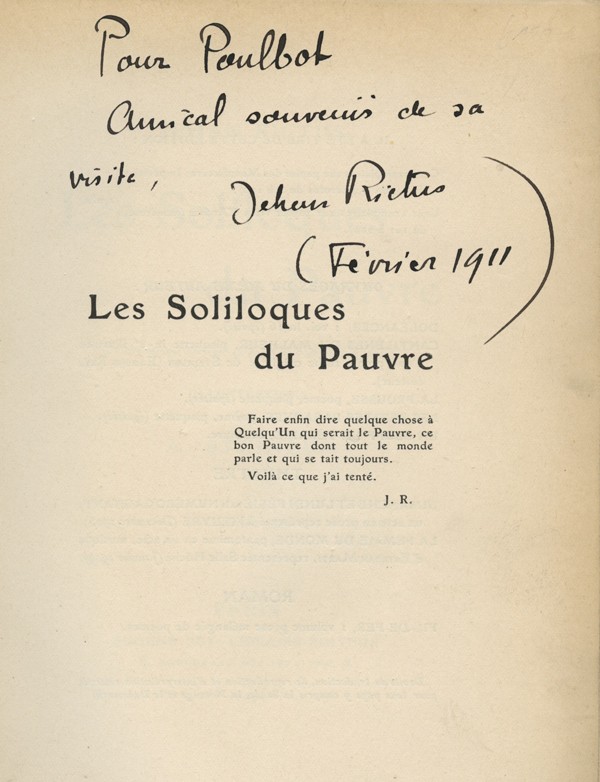 Pour Poulbot
Amical souvenir de sa
visite,
Jehan Rictus
(Février 1911)
Les Soliloques
du Pauvre
Faire enfin dire quelque chose à
Quelqu'Un qui serait le Pauvre, ce
bon Pauvre dont tout le monde
parle et qui se tait toujours.
Voilà ce que j'ai tenté.
J. R.